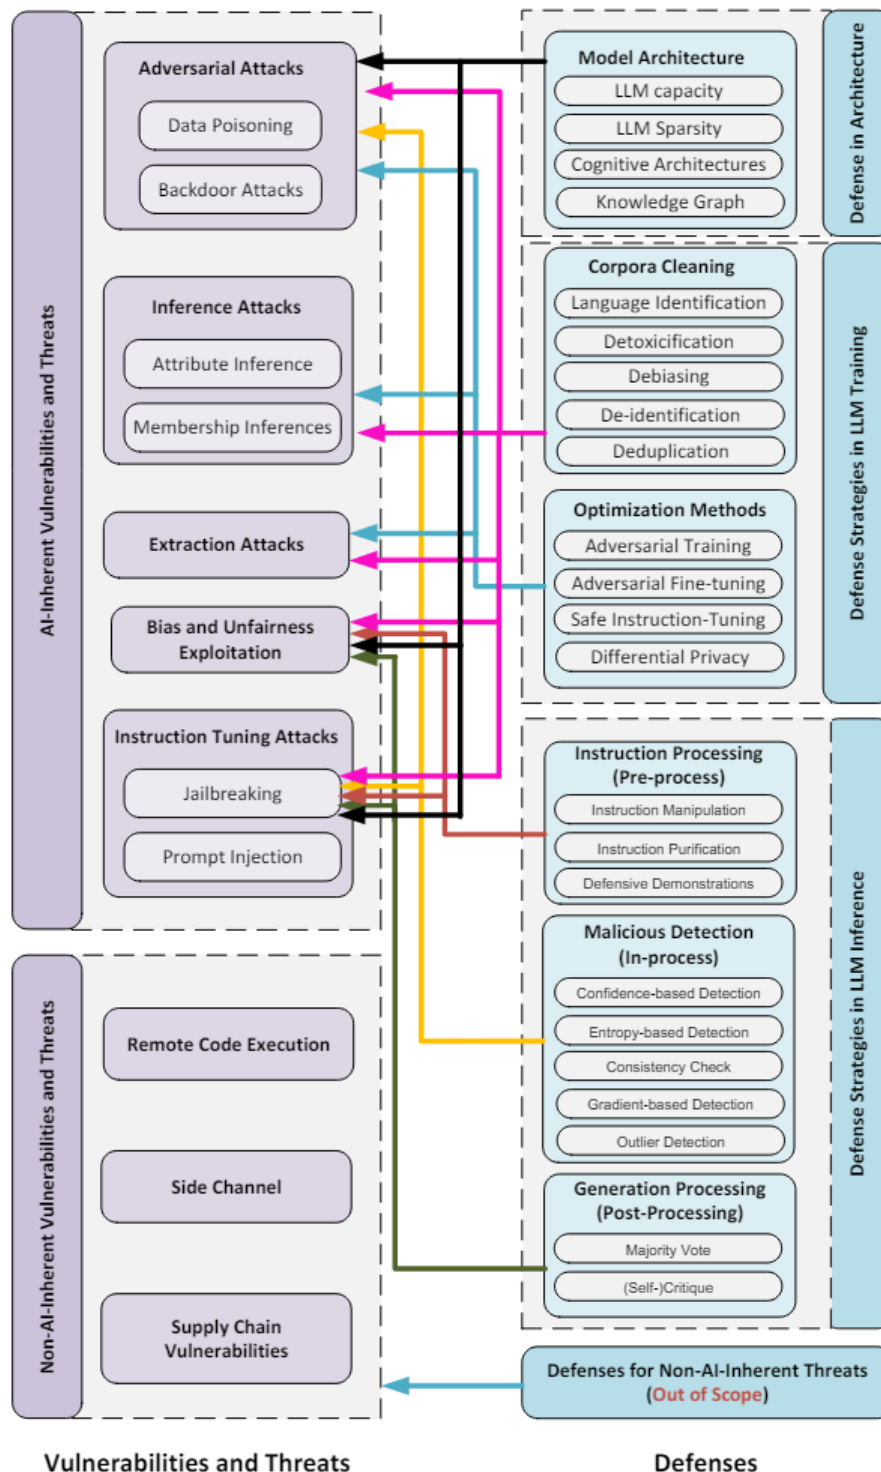 AI-Inherent Vulnerabilities and Threats
Adversarial Attacks
Data Poisoning
Backdoor Attacks
Inference Attacks
Attribute Inference
Membership Inferences
Extraction Attacks
Bias and Unfairness
Exploitation
Instruction Tuning Attacks
Jailbreaking
Prompt Injection
Non-AI-Inherent Vulnerabilities and Threats
Remote Code Execution
Side Channel
Supply Chain
Vulnerabilities
Vulnerabilities and Threats
Model Architecture
LLM capacity
LLM Sparsity
Cognitive Architectures
Knowledge Graph
Defense in Architecture
Corpora Cleaning
Language Identification
Detoxicification
Debiasing
De-identification
Deduplication
Optimization Methods
Adversarial Training
Adversarial Fine-tuning
Safe Instruction-Tuning
Differential Privacy
Defense Strategies in LLM Training
Instruction Processing
(Pre-process)
Instruction Manipulation
Instruction Purification
Defensive Demonstrations
Malicious Detection
(In-process)
Confidence-based Detection
Entropy-based Detection
Consistency Check
Gradient-based Detection
Outlier Detection
Generation Processing
(Post-Processing)
Majority Vote
(Self-)Critique
Defense Strategies in LLM Inference
Defenses for Non-AI-Inherent Threats
(Out of Scope)
Defenses